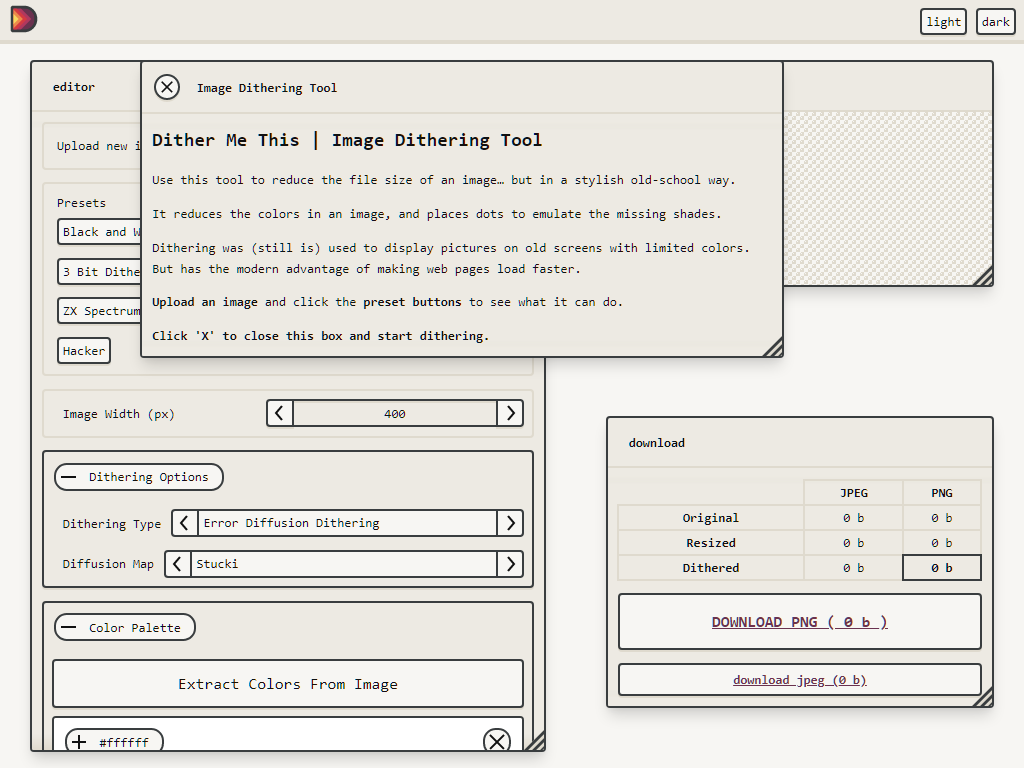 light
dark
editor
Image Dithering Tool
Upload new i
Dither Me This | Image Dithering Tool
Use this tool to reduce the file size of an image… but in a stylish old-school way.
It reduces the colors in an image, and places dots to emulate the missing shades.
Dithering was (still is) used to display pictures on old screens with limited colors.
But has the modern advantage of making web pages load faster.
Upload an image and click the preset buttons to see what it can do.
Click 'X' to close this box and start dithering.
Presets
Black and W
3 Bit Dithe
ZX Spectrum
Hacker
Image Width (px)
400
Dithering Options
Dithering Type
Error Diffusion Dithering
Diffusion Map
Stucki
Color Palette
Extract Colors From Image
#ffffff
download
JPEG PNG
Original 0 b 0 b
Resized 0 b 0 b
Dithered 0 b 0 b
DOWNLOAD PNG ( 0 b )
download jpeg (0 b)